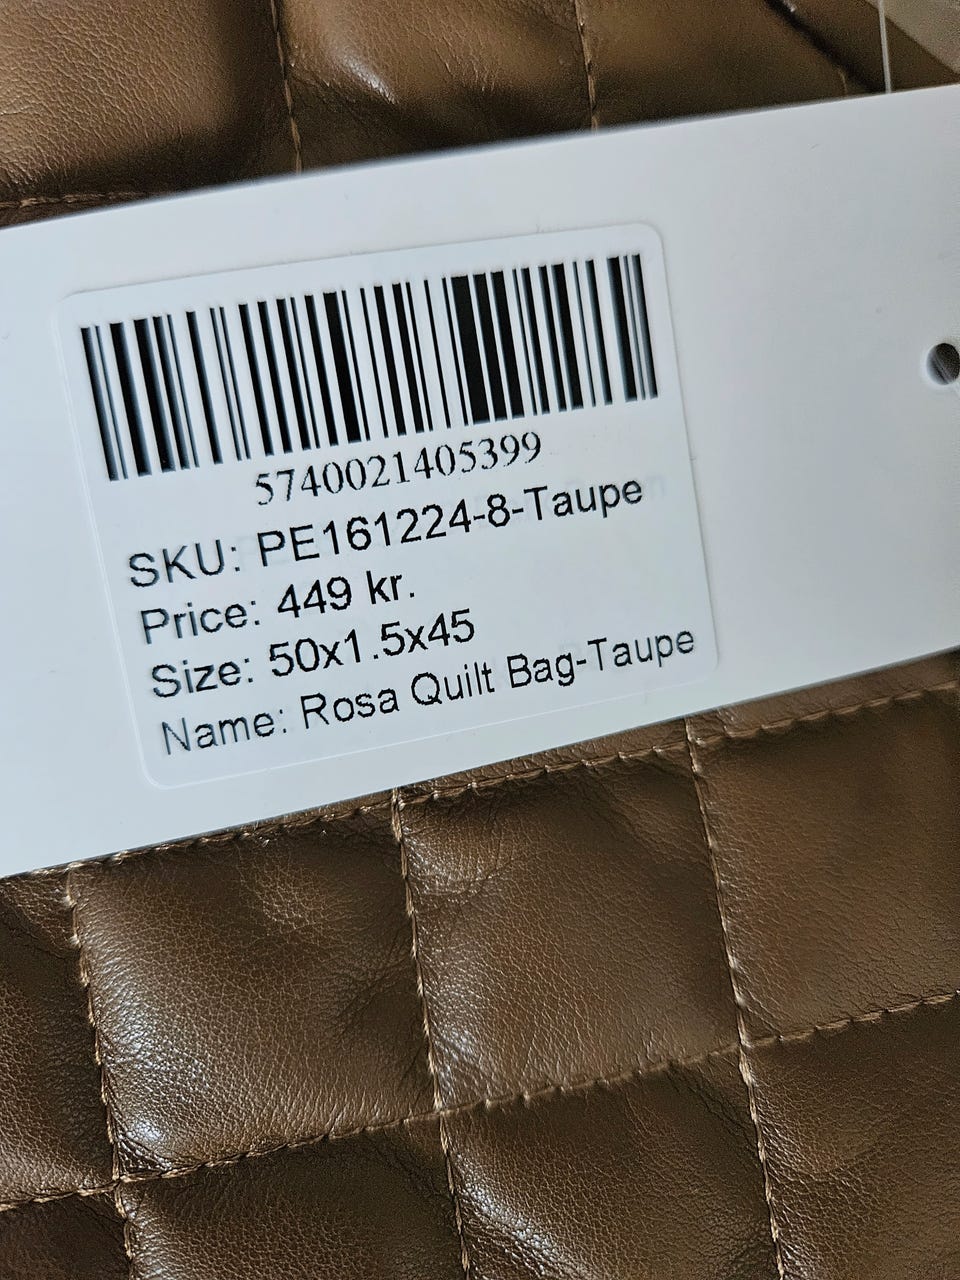 5740021405399
SKU: PE161224-8-Taupe
Price: 449 kr.
Size: 50x1.5x45
Name: Rosa Quilt Bag-Taupe